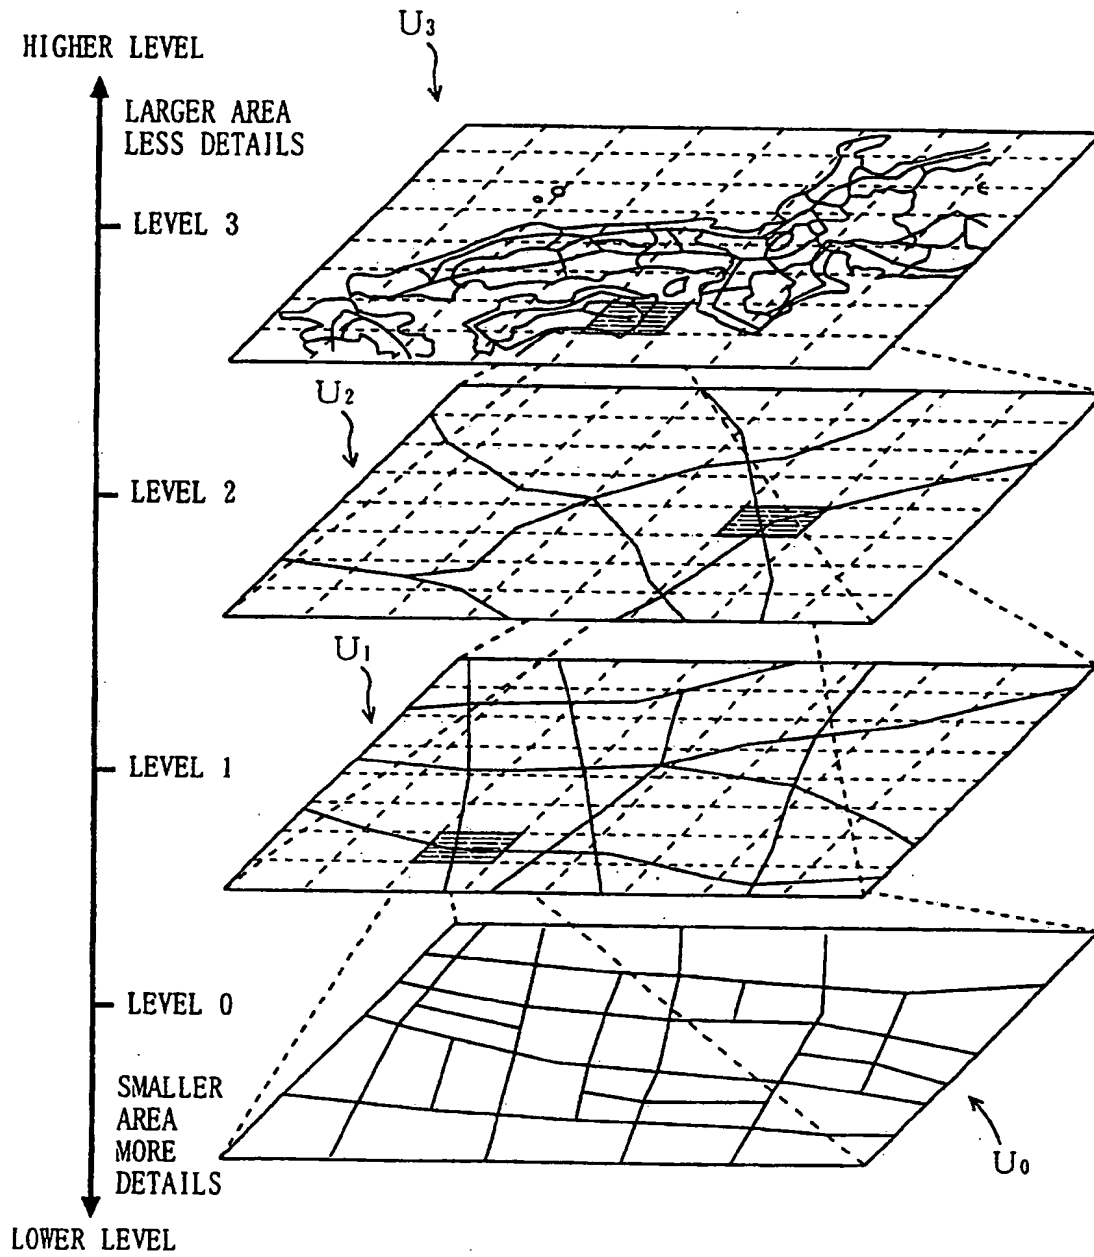 U3
HIGHER LEVEL
LARGER AREA
LESS DETAILS
LEVEL 3
U2
LEVEL 2
U1
LEVEL 1
LEVEL 0
SMALLER
AREA
MORE
DETAILS
U0
LOWER LEVEL